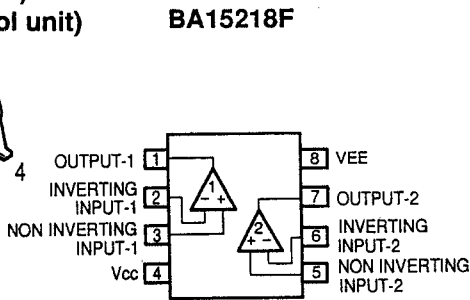 ol unit)
BA15218F
4
OUTPUT-1 1
INVERTING
INPUT-1 2
NON INVERTING
INPUT-1 3
Vcc 4
1
- +
2
+ -
8 VEE
7 OUTPUT-2
6 INVERTING
INPUT-2
5 NON INVERTING
INPUT-2